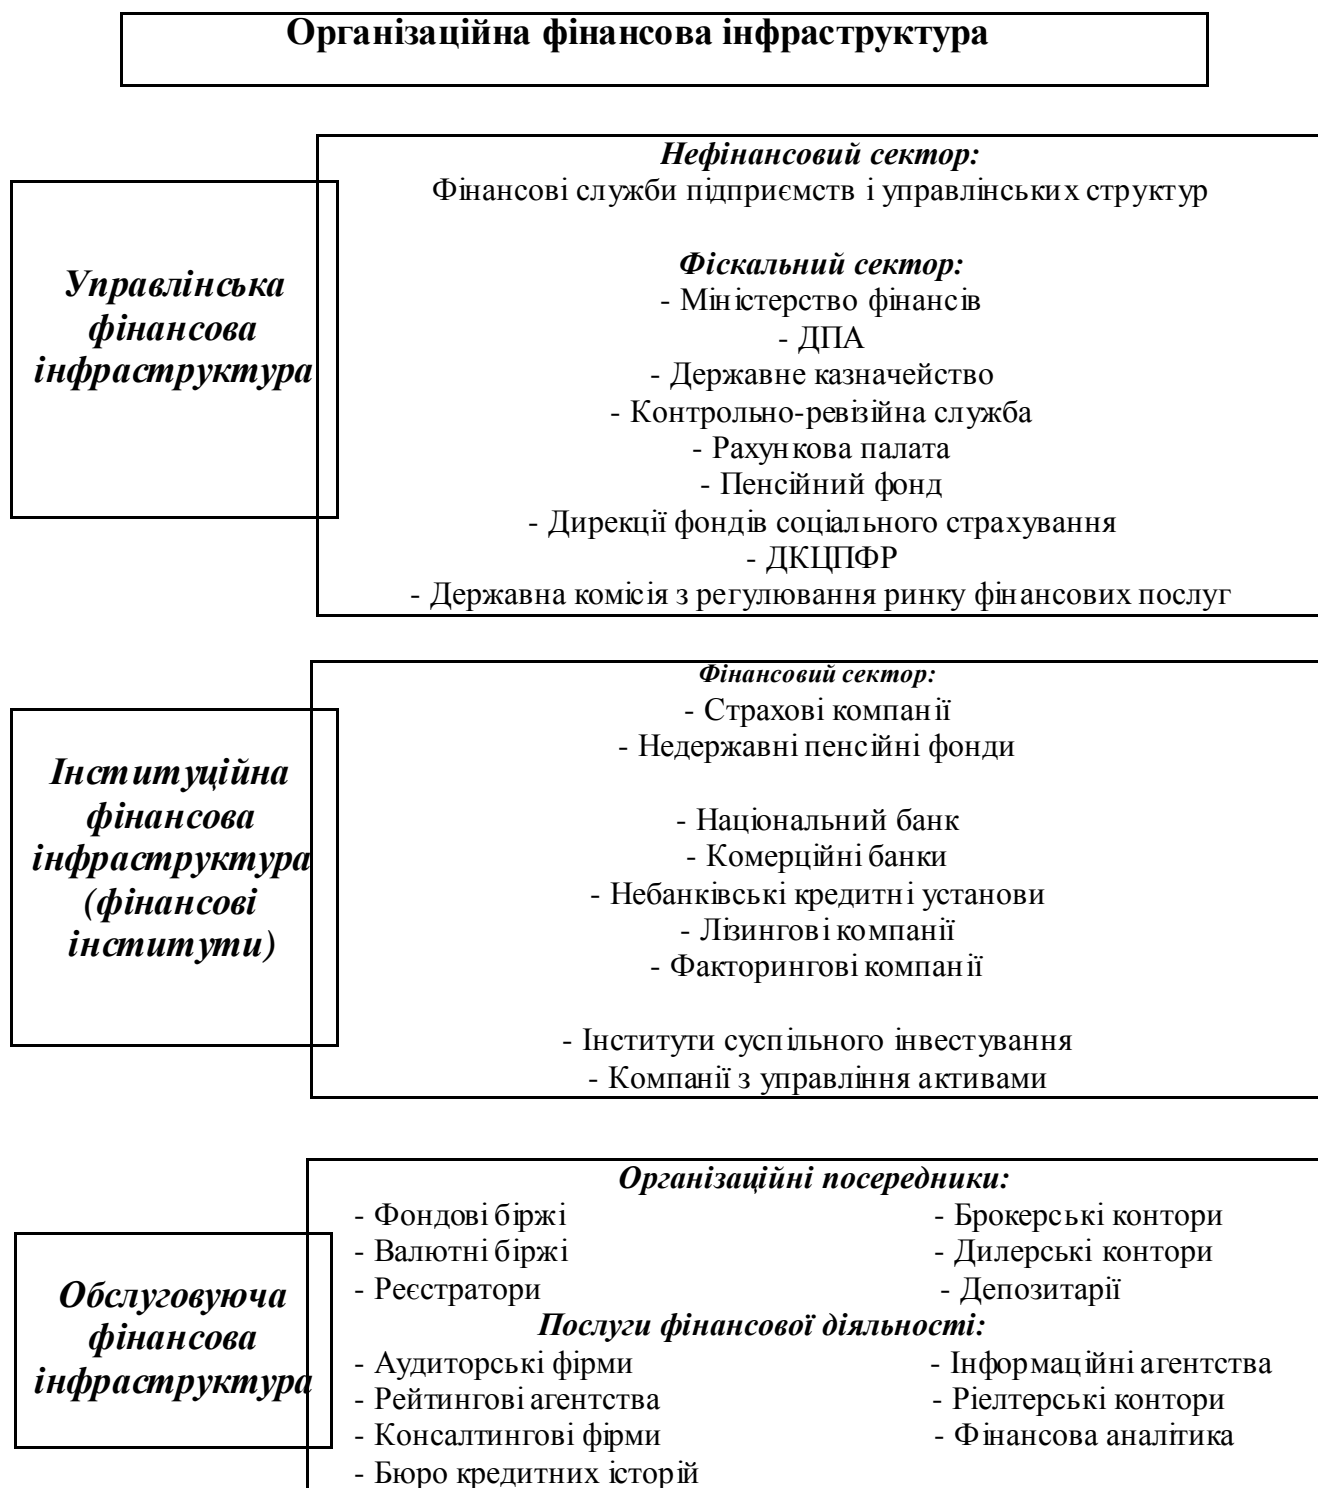 Організаційна фінансова інфраструктура
Управлінська
фінансова
інфраструктура
Нефінансовий сектор:
Фінансові служби підприємств і управлінських структур
Фіскальний сектор:
- Міністерство фінансів
- ДПА
- Державне казначейство
- Контрольно-ревізійна служба
- Рахункова палата
- Пенсійний фонд
- Дирекції фондів соціального страхування
- ДКЦПФР
- Державна комісія з регулювання ринку фінансових послуг
Інституційна
фінансова
інфраструктура
(фінансові
інститути)
Фінансовий сектор:
- Страхові компанії
- Недержавні пенсійні фонди
- Національний банк
- Комерційні банки
- Небанківські кредитні установи
- Лізингові компанії
- Факторингові компанії
- Інститути суспільного інвестування
- Компанії з управління активами
Обслуговуюча
фінансова
інфраструктура
Організаційні посередники:
- Фондові біржі - Брокерські контори
- Валютні біржі - Дилерські контори
- Реєстратори - Депозитарії
Послуги фінансової діяльності:
- Аудиторські фірми - Інформаційні агентства
- Рейтингові агентства - Ріелтерські контори
- Консалтингові фірми - Фінансова аналітика
- Бюро кредитних історій